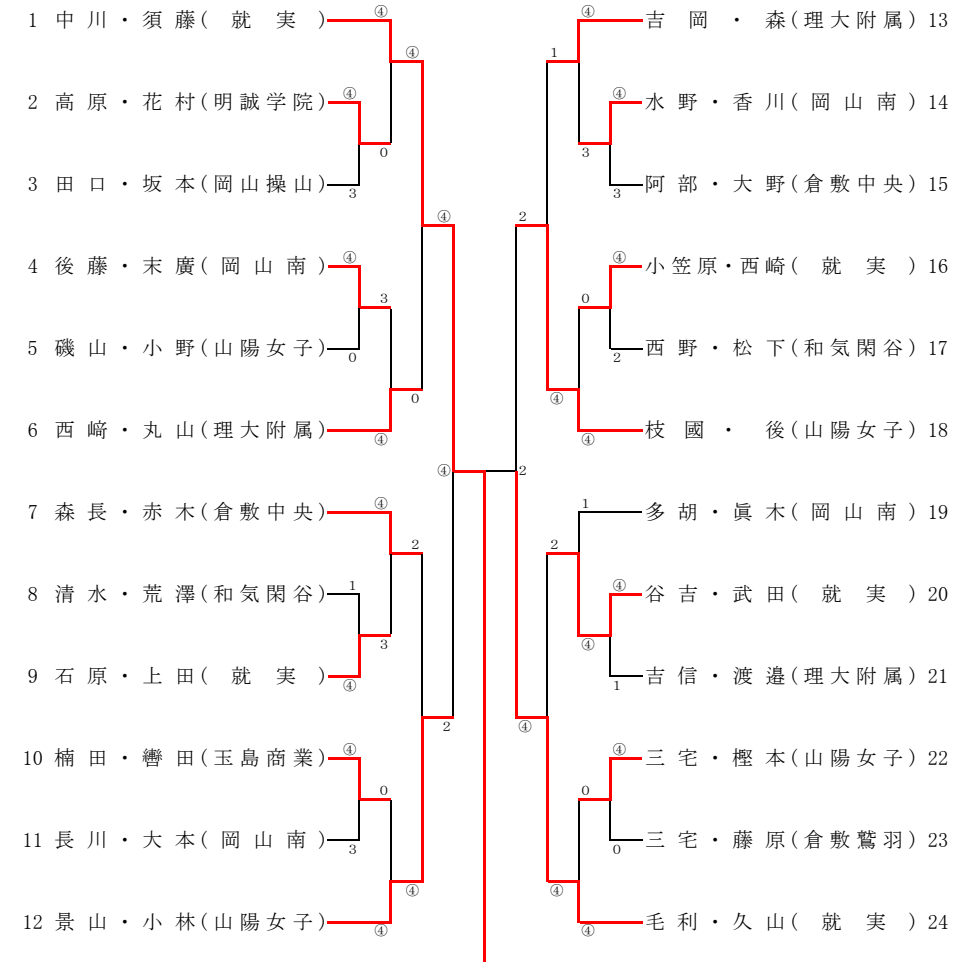 1 中川・須藤(就実) ④ ④ 吉岡・森(理大附属) 13
④ 1
2 高原・花村(明誠学院) ④ ④ 水野・香川(岡山南) 14
0 3
3 田口・坂本(岡山操山) 3 3 阿部・大野(倉敷中央) 15
④ 2
4 後藤・末廣(岡山南) ④ ④ 小笠原・西崎(就実) 16
3 0
5 磯山・小野(山陽女子) 0 2 西野・松下(和気閑谷) 17
0 ④
6 西﨑・丸山(理大附属) ④ ④ 枝國・後(山陽女子) 18
④ 2
7 森長・赤木(倉敷中央) ④ 1 多胡・眞木(岡山南) 19
2 2
8 清水・荒澤(和気閑谷) 1 ④ 谷吉・武田(就実) 20
3 ④
9 石原・上田(就実) ④ 1 吉信・渡邉(理大附属) 21
2 ④
10 楠田・轡田(玉島商業) ④ ④ 三宅・樫本(山陽女子) 22
0 0
11 長川・大本(岡山南) 3 0 三宅・藤原(倉敷鷲羽) 23
④ ④
12 景山・小林(山陽女子) ④ ④ 毛利・久山(就実) 24